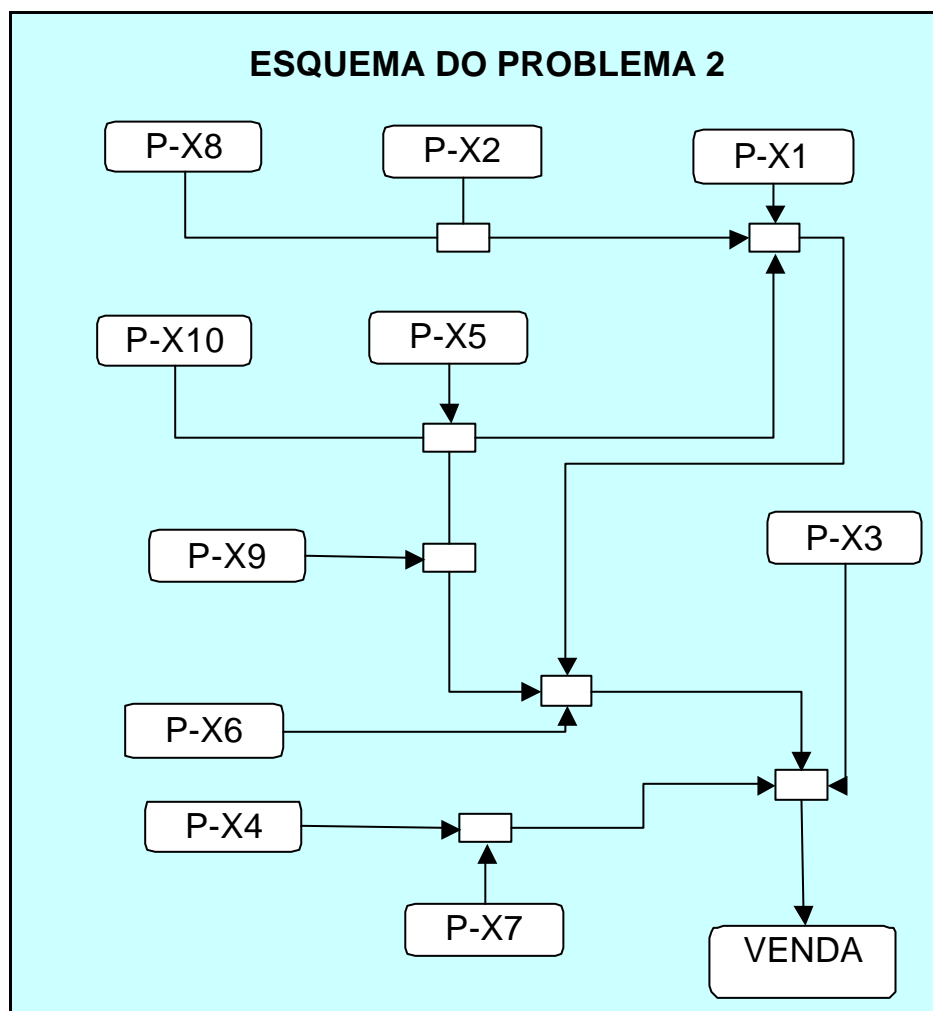 ESQUEMA DO PROBLEMA 2
P-X8
P-X2
P-X1
P-X10
P-X5
P-X9
P-X3
P-X6
P-X4
P-X7
VENDA